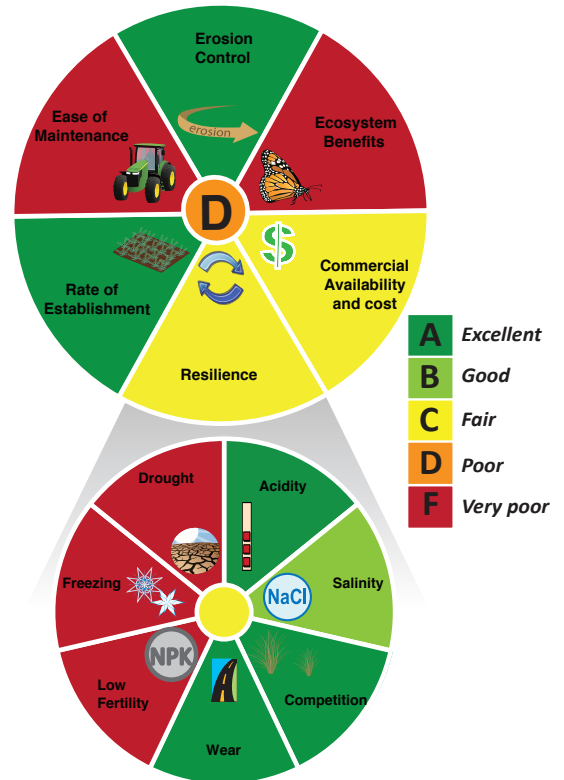 Erosion
Control
erosion
Ease of
Maintenance
Ecosystem
Benefits
D
$
Rate of
Establishment
Commercial
Availability
and cost
Resilience
A Excellent
B Good
C Fair
D Poor
F Very poor
Drought
Acidity
Freezing
Salinity
NaCl
NPK
Low
Fertility
Competition
Wear